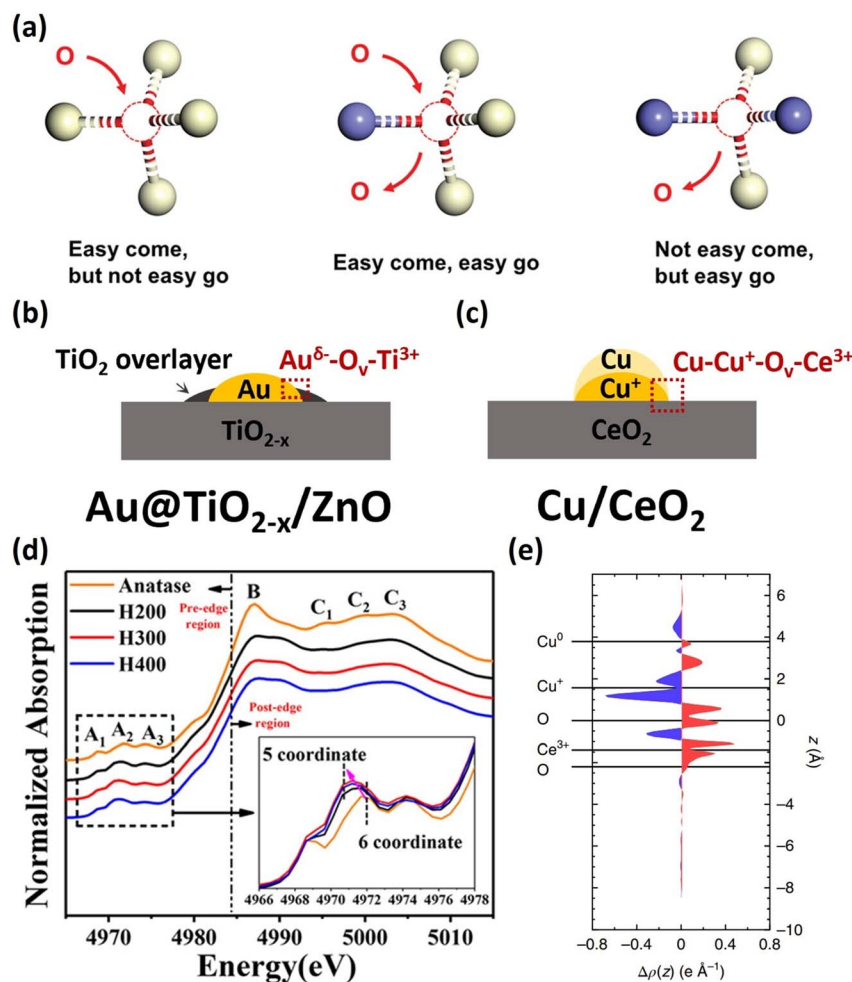 (a)
O
O
O
O
Easy come,
but not easy go
Easy come, easy go
Not easy come,
but easy go
(b)
TiO₂ overlayer
Au^δ⁻-Oᵥ-Ti³⁺
Au
TiO₂₋ₓ
Au@TiO₂₋ₓ/ZnO
(c)
Cu
Cu⁺
Cu-Cu⁺-Oᵥ-Ce³⁺
CeO₂
Cu/CeO₂
(d)
Normalized Absorption
Anatase
H200
H300
H400
Pre-edge
region
Post-edge
region
B
C₁
C₂
C₃
A₁
A₂
A₃
5 coordinate
6 coordinate
4966 4968 4970 4972 4974 4976 4978
4970 4980 4990 5000 5010
Energy(eV)
(e)
Cu⁰
Cu⁺
O
Ce³⁺
O
6
4
2
0
−2
−4
−6
−8
−10
z (Å)
−0.8 −0.4 0 0.4 0.8
Δρ(z) (e Å⁻¹)